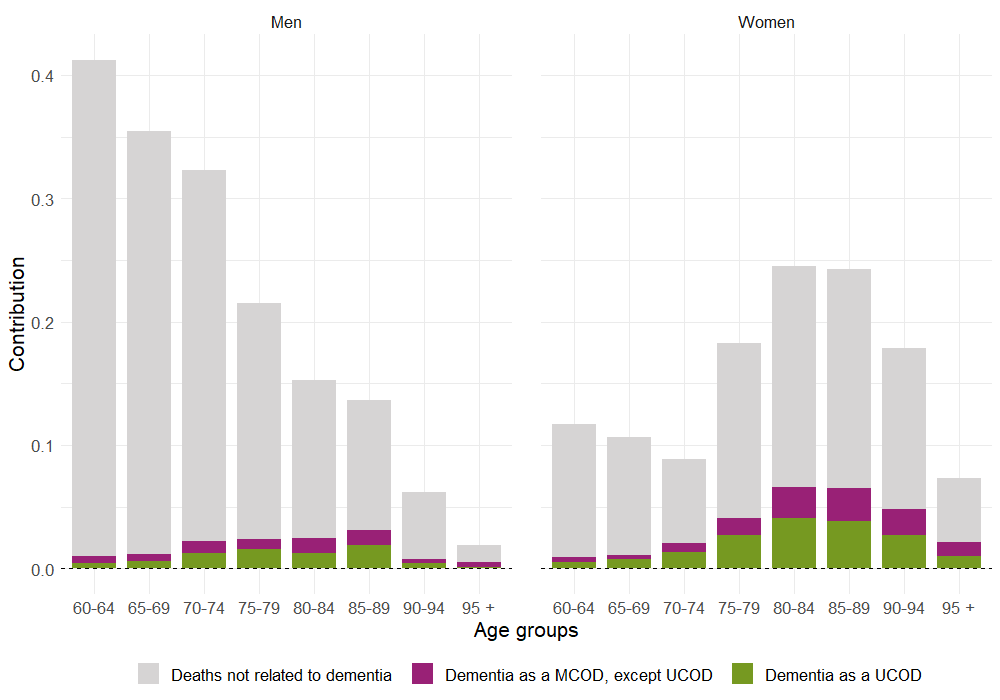 Men Women
Contribution
0.4
0.3
0.2
0.1
0.0
60-64 65-69 70-74 75-79 80-84 85-89 90-94 95 + 60-64 65-69 70-74 75-79 80-84 85-89 90-94 95 +
Age groups
Deaths not related to dementia Dementia as a MCOD, except UCOD Dementia as a UCOD